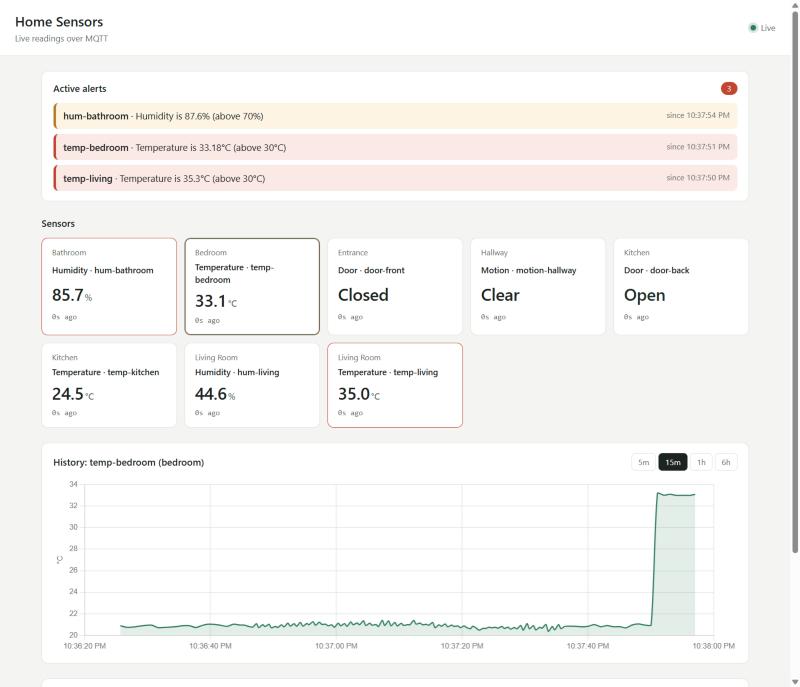 Home Sensors
Live readings over MQTT
Live
Active alerts
3
hum-bathroom · Humidity is 87.6% (above 70%)
since 10:37:54 PM
temp-bedroom · Temperature is 33.18°C (above 30°C)
since 10:37:51 PM
temp-living · Temperature is 35.3°C (above 30°C)
since 10:37:50 PM
Sensors
Bathroom
Humidity · hum-bathroom
85.7%
0s ago
Bedroom
Temperature · temp-
bedroom
33.1°C
0s ago
Entrance
Door · door-front
Closed
0s ago
Hallway
Motion · motion-hallway
Clear
0s ago
Kitchen
Door · door-back
Open
0s ago
Kitchen
Temperature · temp-kitchen
24.5°C
0s ago
Living Room
Humidity · hum-living
44.6%
0s ago
Living Room
Temperature · temp-living
35.0°C
0s ago
History: temp-bedroom (bedroom)
5m 15m 1h 6h
34
32
30
28
26
24
22
20
°C
10:36:20 PM 10:36:40 PM 10:37:00 PM 10:37:20 PM 10:37:40 PM 10:38:00 PM